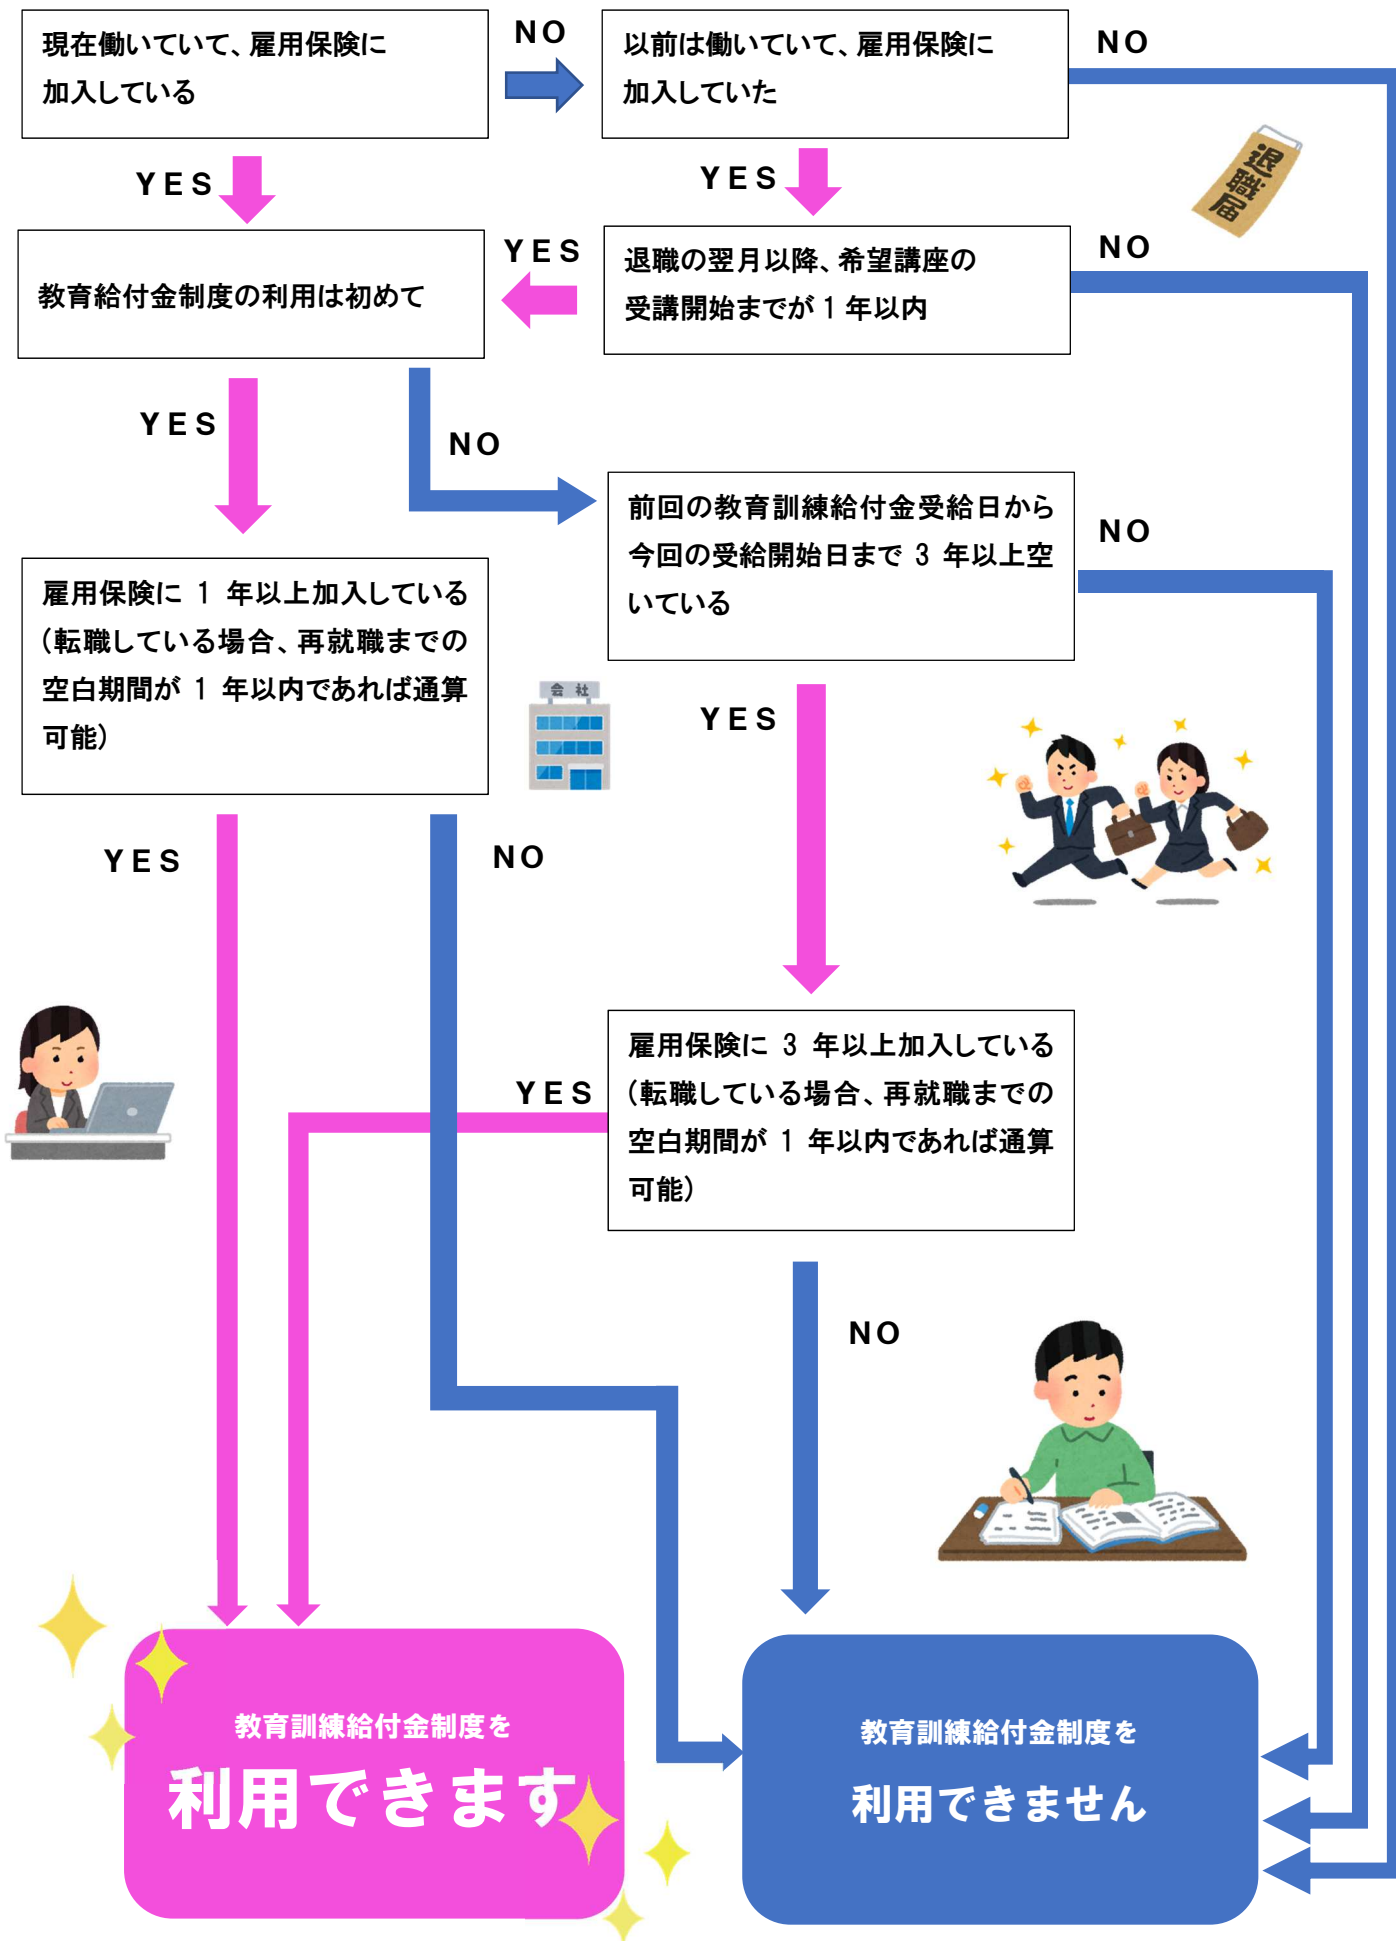 現在働いていて、雇用保険に
加入している
NO
以前は働いていて、雇用保険に
加入していた
NO
退職届
YES
YES
教育給付金制度の利用は初めて
YES
退職の翌月以降、希望講座の
受講開始までが1年以内
NO
YES
NO
前回の教育訓練給付金受給日から
今回の受給開始日まで 3 年以上空
いている
NO
雇用保険に 1 年以上加入している
(転職している場合、再就職までの
空白期間が 1 年以内であれば通算
可能)
会社
YES
YES
NO
雇用保険に 3 年以上加入している
(転職している場合、再就職までの
空白期間が 1 年以内であれば通算
可能)
YES
NO
教育訓練給付金制度を
利用できます
教育訓練給付金制度を
利用できません